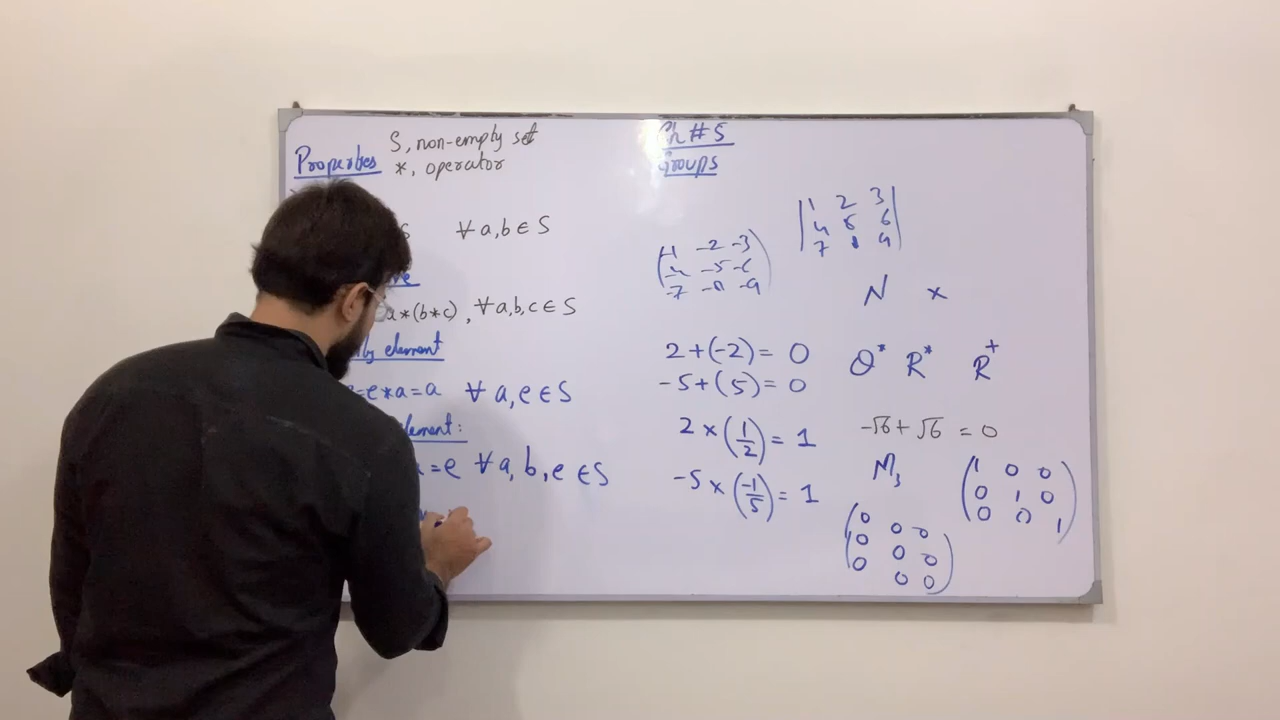 S, non-empty set
Properties *, operator
S ∀ a,b ∈ S
a*(b*c), ∀ a,b,c ∈ S
element
=e*a=a ∀ a,e ∈ S
element:
=e ∀ a,b,e ∈ S
Ch # 5
Groups
1 2 3
4 5 6
7 9
-1 -2 -3
-4 -5 -6
-7 -8 -9
N ×
2+(-2)= 0
-5+(5)= 0
Q* R* R+
2×(1/2)= 1
-√6+√6 = 0
-5×(-1/5)= 1
M3
1 0 0
0 1 0
0 0 1
0 0 0
0 0 0
0 0 0